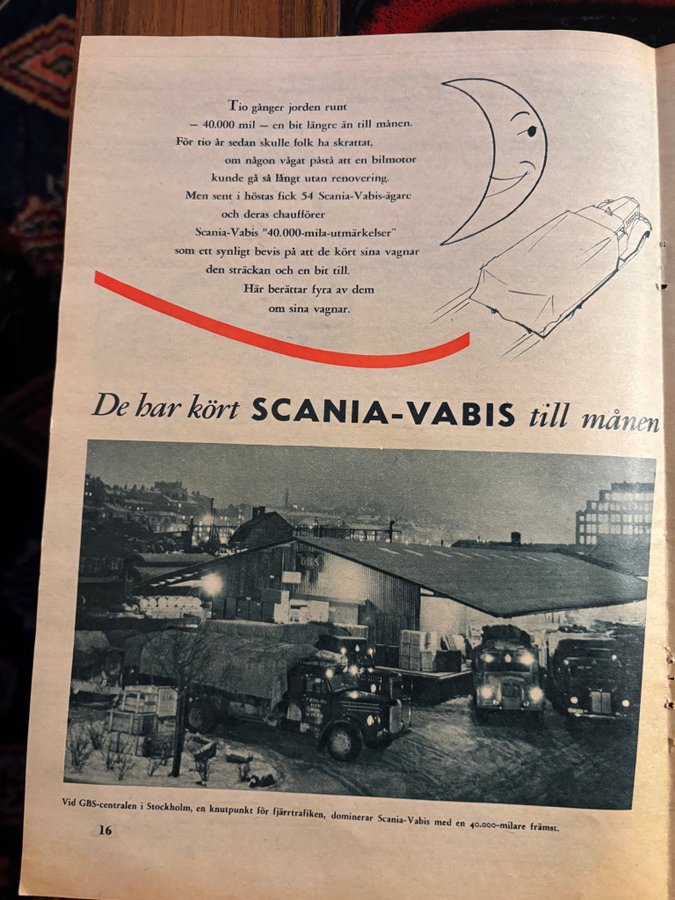 Tio gånger jorden runt
— 40.000 mil — en bit längre än till månen.
För tio år sedan skulle folk ha skrattat,
om någon vågat påstå att en bilmotor
kunde gå så långt utan renovering.
Men sent i höstas fick 54 Scania-Vabis-ägare
och deras chaufförer
Scania-Vabis "40.000-mila-utmärkelser"
som ett synligt bevis på att de kört sina vagnar
den sträckan och en bit till.
Här berättar fyra av dem
om sina vagnar.
De har kört SCANIA-VABIS till månen
GBS
Vid GBS-centralen i Stockholm, en knutpunkt för fjärrtrafiken, dominerar Scania-Vabis med en 40.000-milare främst.
16